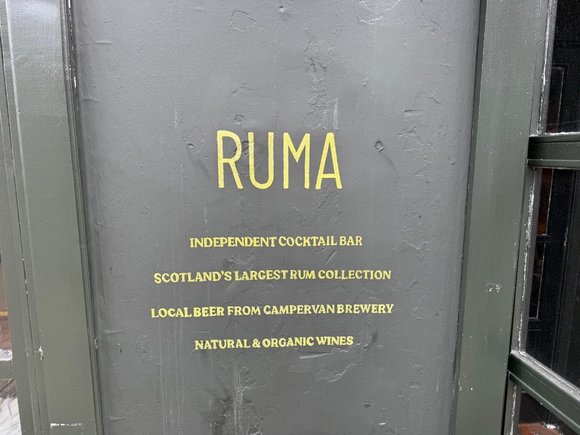 RUMA
INDEPENDENT COCKTAIL BAR
SCOTLAND'S LARGEST RUM COLLECTION
LOCAL BEER FROM CAMPERVAN BREWERY
NATURAL & ORGANIC WINES